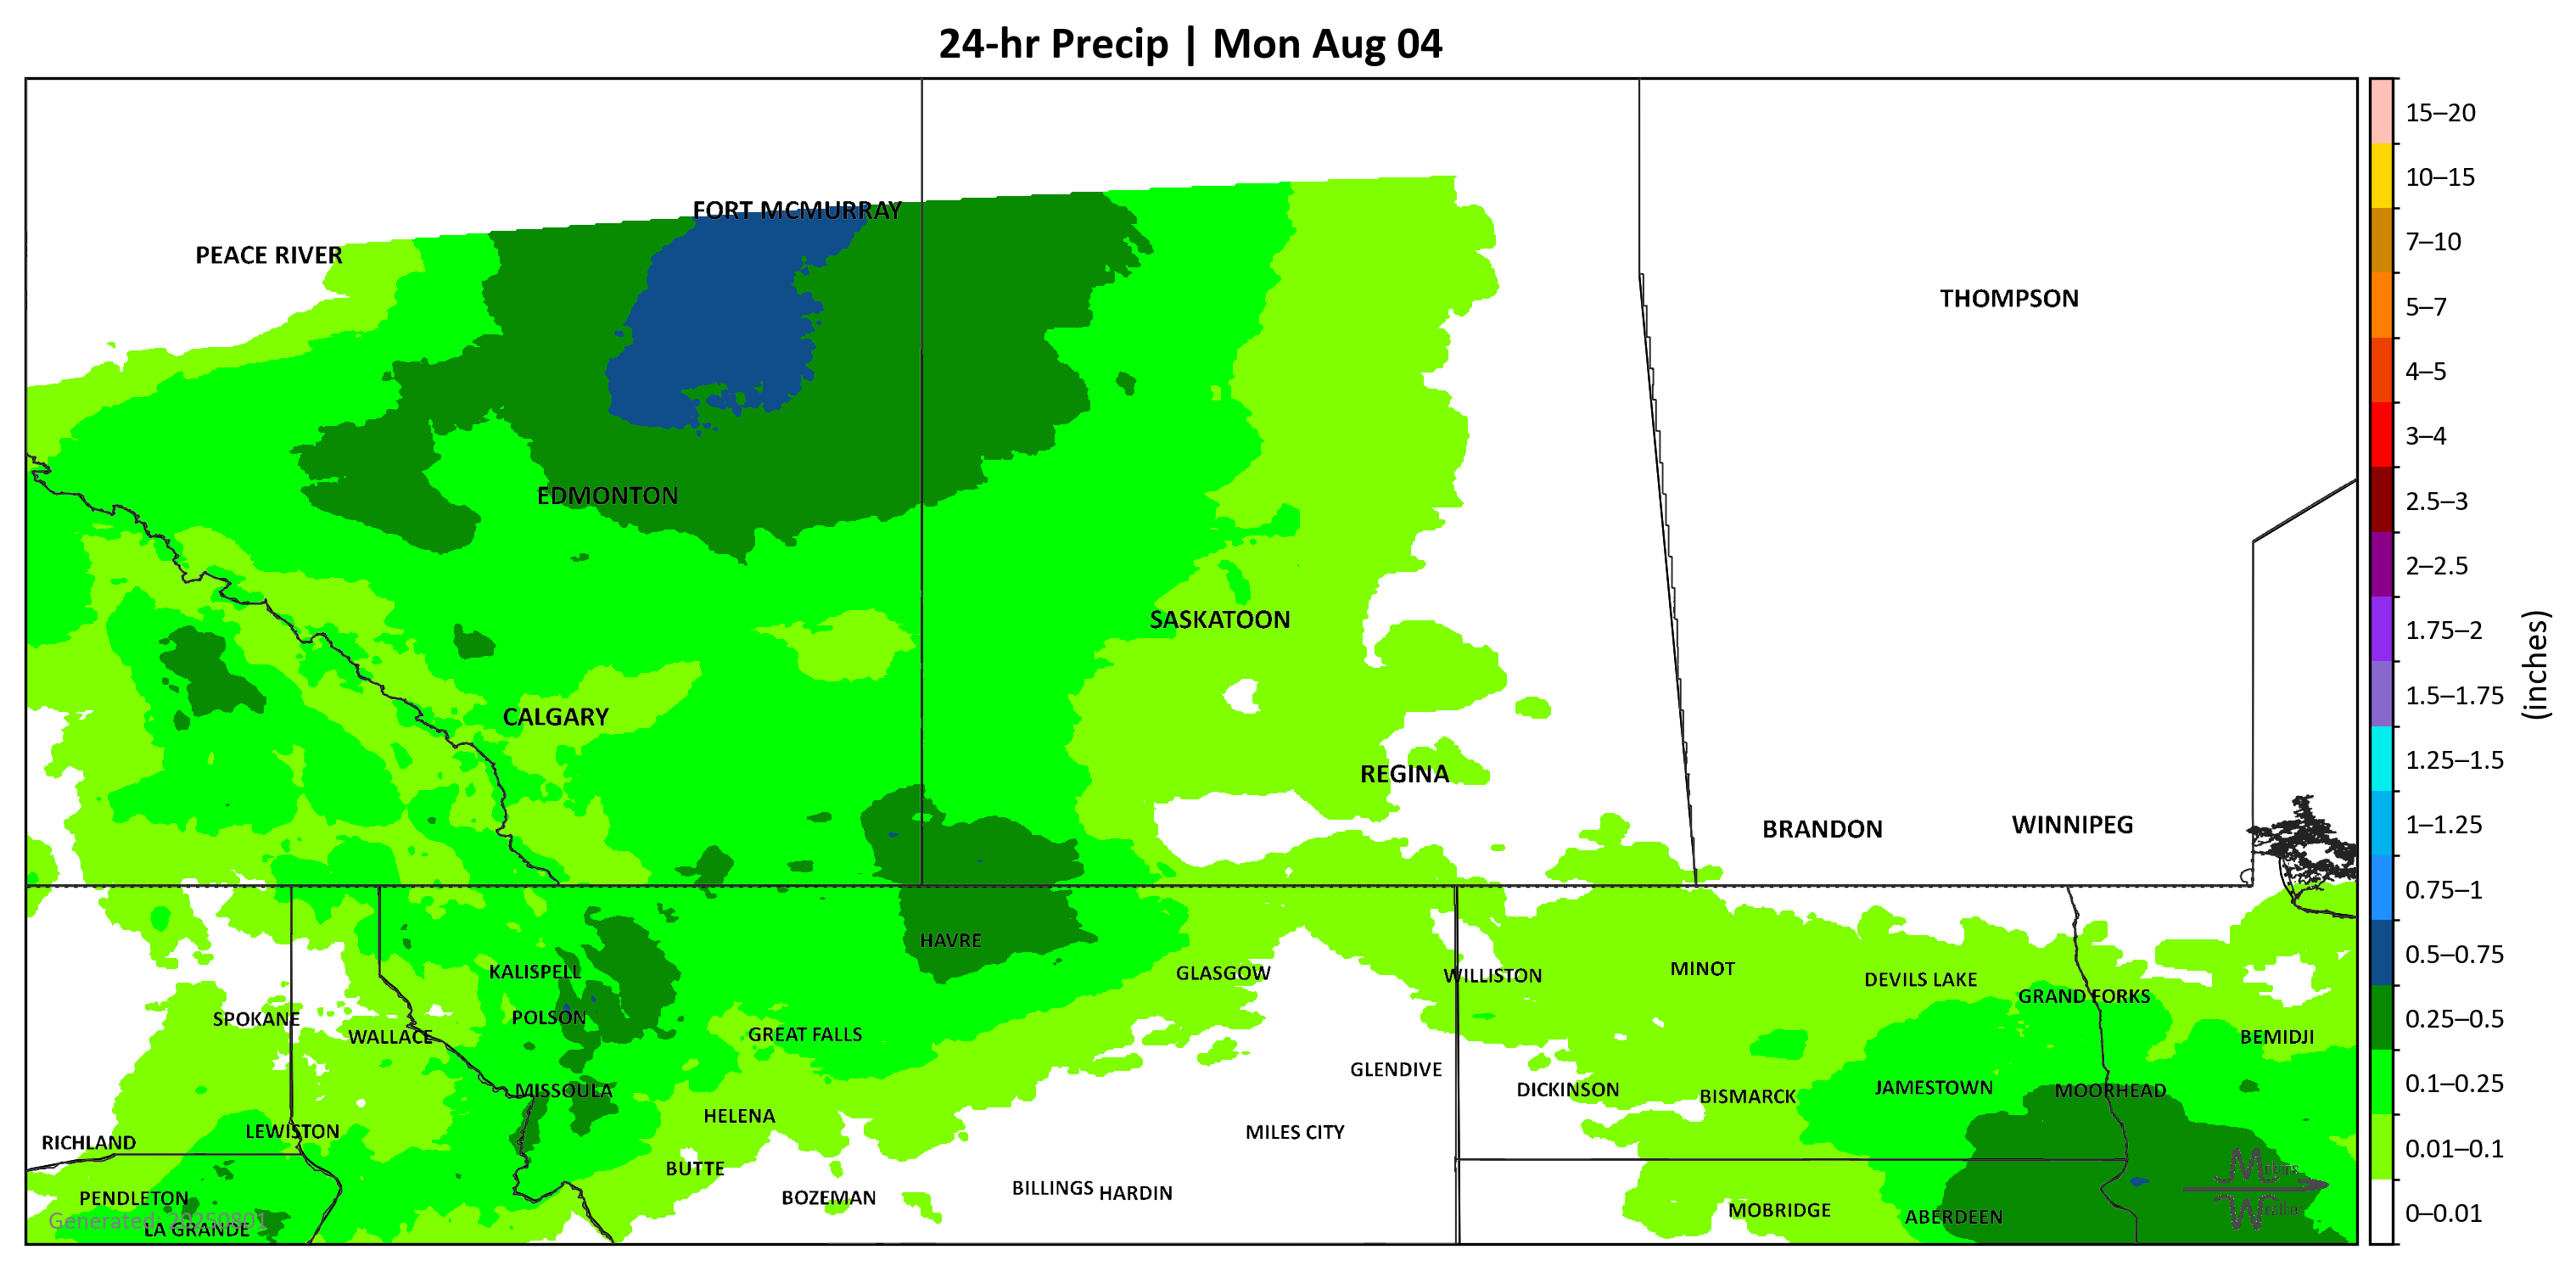 24-hr Precip | Mon Aug 04
15–20
FORT MCMURRAY
10–15
PEACE RIVER
7–10
THOMPSON
5–7
4–5
3–4
EDMONTON
2.5–3
2–2.5
SASKATOON
1.75–2
(inches)
1.5–1.75
CALGARY
1.25–1.5
REGINA
1–1.25
BRANDON
WINNIPEG
0.75–1
HAVRE
0.5–0.75
KALISPELL
GLASGOW
WILLISTON
MINOT
DEVILS LAKE
GRAND FORKS
SPOKANE
POLSON
0.25–0.5
WALLACE
GREAT FALLS
BEMIDJI
GLENDIVE
0.1–0.25
MISSOULA
DICKINSON
BISMARCK
JAMESTOWN
MOORHEAD
HELENA
RICHLAND
LEWISTON
MILES CITY
0.01–0.1
BUTTE
PENDLETON
BOZEMAN
BILLINGS
HARDIN
MOBRIDGE
ABERDEEN
0–0.01
Generated: 20250801
LA GRANDE